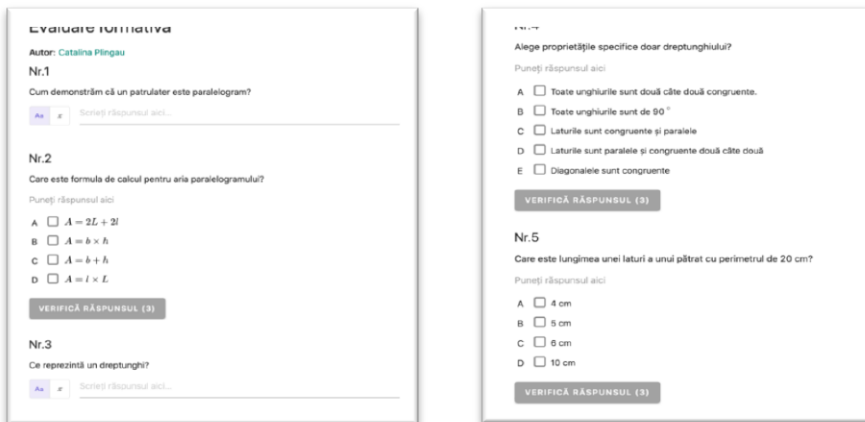 Evaluare formativa
Autor: Catalina Plingau
Nr.1
Cum demonstrăm că un patrulater este paralelogram?
Aa x Scrieți răspunsul aici...
Nr.2
Care este formula de calcul pentru aria paralelogramului?
Puneți răspunsul aici
A A = 2L + 2l
B A = b × h
C A = b + h
D A = l × L
VERIFICĂ RĂSPUNSUL (3)
Nr.3
Ce reprezintă un dreptunghi?
Aa x Scrieți răspunsul aici...
Nr.4
Alege proprietățile specifice doar dreptunghiului?
Puneți răspunsul aici
A Toate unghiurile sunt două câte două congruente.
B Toate unghiurile sunt de 90°
C Laturile sunt congruente și paralele
D Laturile sunt paralele și congruente două câte două
E Diagonalele sunt congruente
VERIFICĂ RĂSPUNSUL (3)
Nr.5
Care este lungimea unei laturi a unui pătrat cu perimetrul de 20 cm?
Puneți răspunsul aici
A 4 cm
B 5 cm
C 6 cm
D 10 cm
VERIFICĂ RĂSPUNSUL (3)